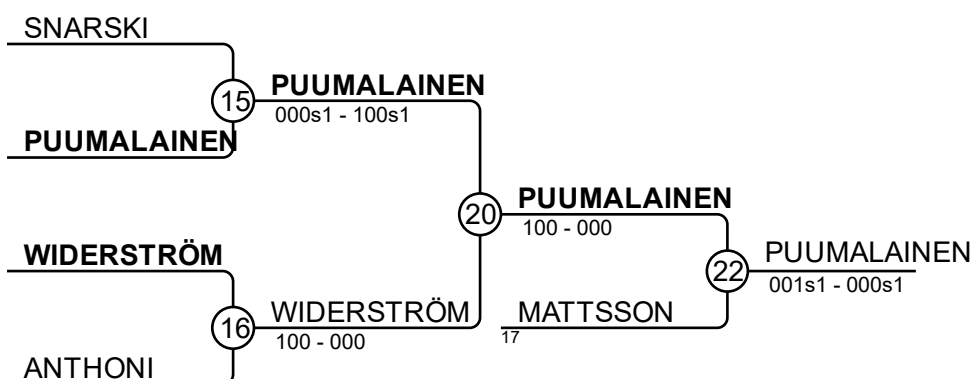 SNARSKI
15
PUUMALAINEN
000s1 - 100s1
PUUMALAINEN
20
PUUMALAINEN
100 - 000
WIDERSTRÖM
22
PUUMALAINEN
001s1 - 000s1
16
WIDERSTRÖM
100 - 000
MATTSSON
17
ANTHONI